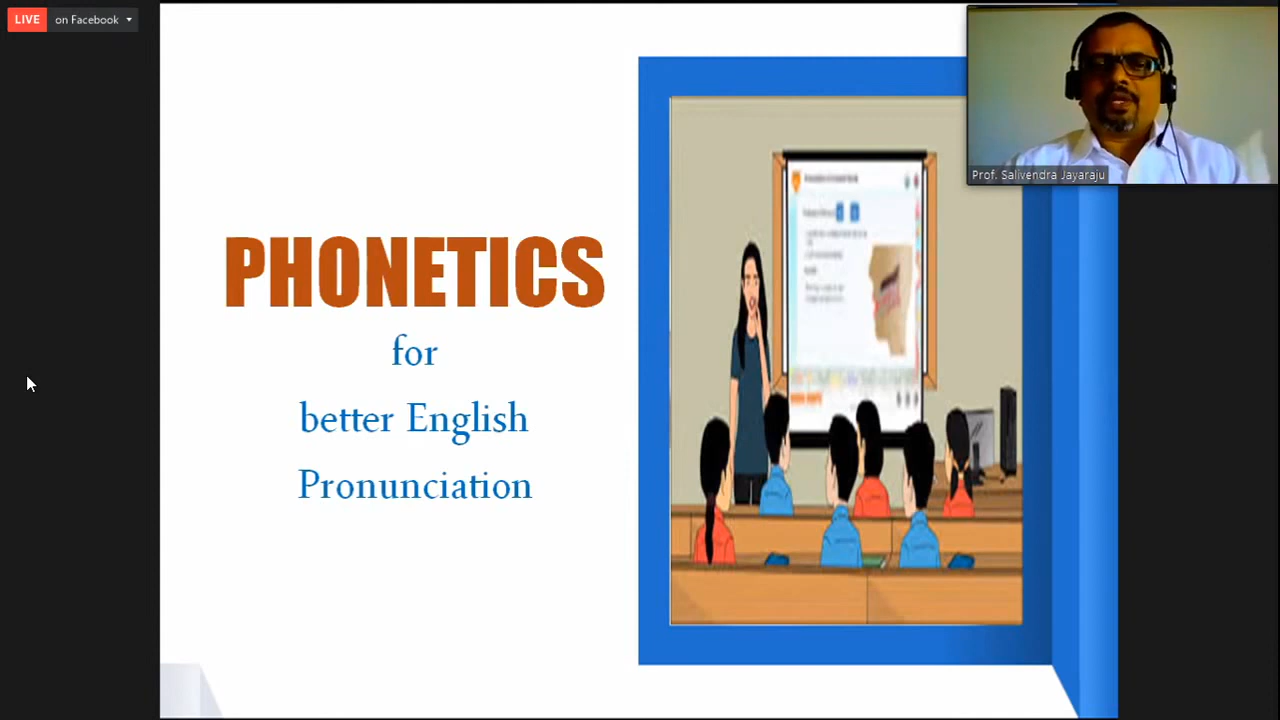 LIVE on Facebook
Prof. Salivendra Jayaraju
PHONETICS
for
better English
Pronunciation